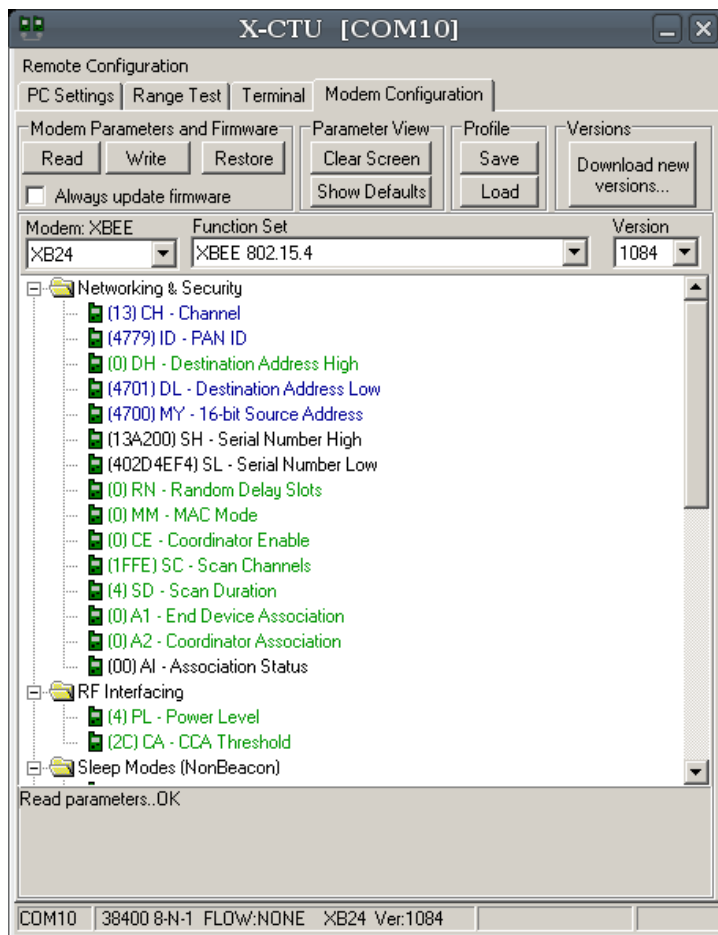 X-CTU [COM10]
Remote Configuration
PC Settings Range Test Terminal Modem Configuration
Modem Parameters and Firmware Parameter View Profile Versions
Read Write Restore Clear Screen Save Download new versions...
Always update firmware Show Defaults Load
Modem: XBEE Function Set Version
XB24 XBEE 802.15.4 1084
Networking & Security
(13) CH - Channel
(4779) ID - PAN ID
(0) DH - Destination Address High
(4701) DL - Destination Address Low
(4700) MY - 16-bit Source Address
(13A200) SH - Serial Number High
(402D4EF4) SL - Serial Number Low
(0) RN - Random Delay Slots
(0) MM - MAC Mode
(0) CE - Coordinator Enable
(1FFE) SC - Scan Channels
(4) SD - Scan Duration
(0) A1 - End Device Association
(0) A2 - Coordinator Association
(00) AI - Association Status
RF Interfacing
(4) PL - Power Level
(2C) CA - CCA Threshold
Sleep Modes (NonBeacon)
Read parameters..OK
COM10 38400 8-N-1 FLOW:NONE XB24 Ver:1084